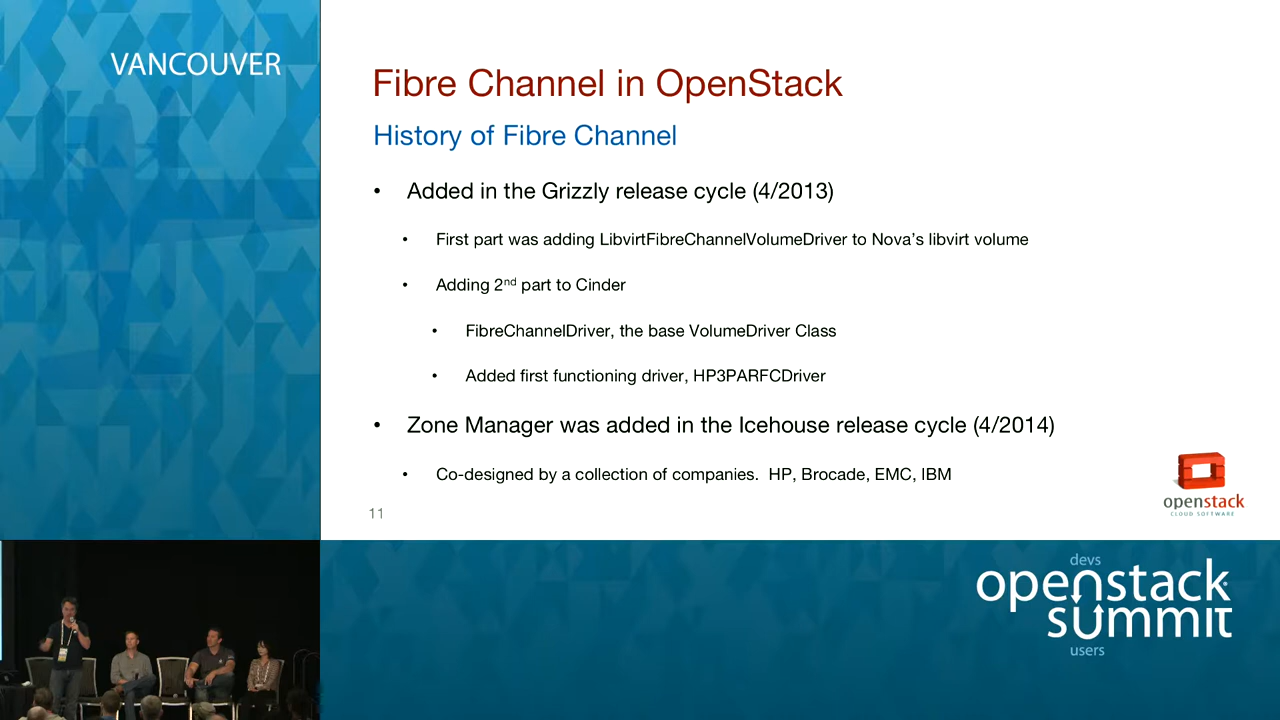 VANCOUVER
Fibre Channel in OpenStack
History of Fibre Channel
• Added in the Grizzly release cycle (4/2013)
• First part was adding LibvirtFibreChannelVolumeDriver to Nova’s libvirt volume
• Adding 2nd part to Cinder
• FibreChannelDriver, the base VolumeDriver Class
• Added first functioning driver, HP3PARFCDriver
• Zone Manager was added in the Icehouse release cycle (4/2014)
• Co-designed by a collection of companies. HP, Brocade, EMC, IBM
11
openstack
CLOUD SOFTWARE
devs
openstack
summit
users